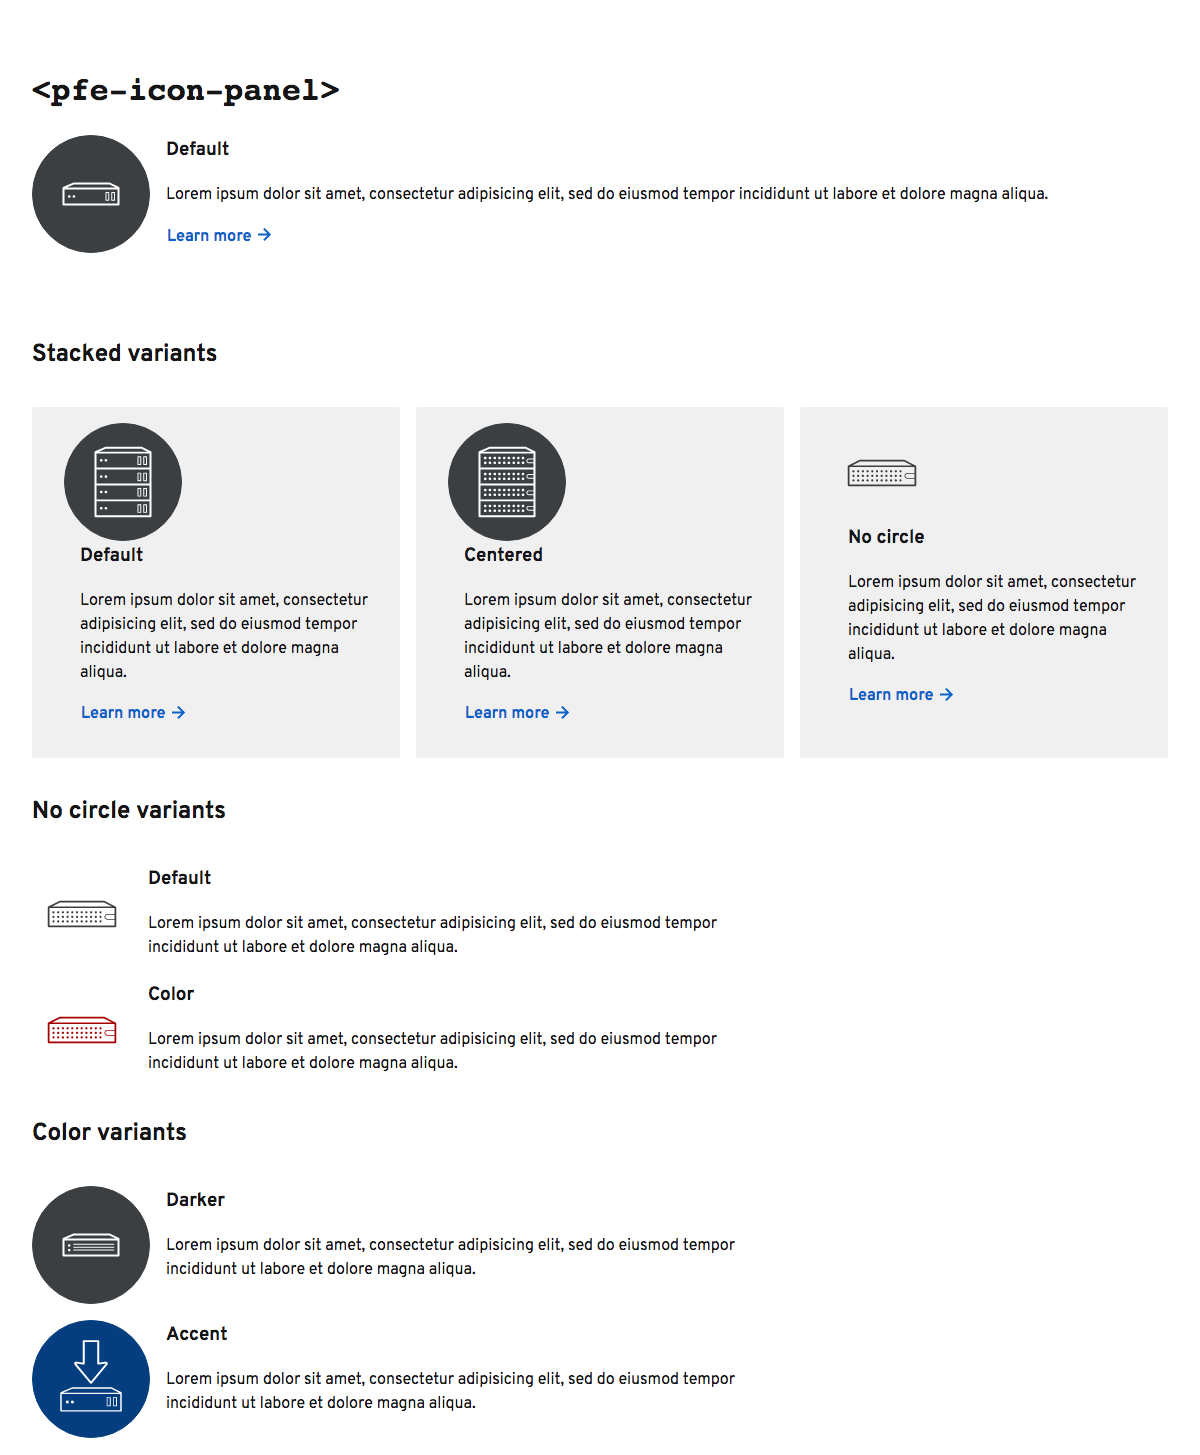 <pfe-icon-panel>
Default
Lorem ipsum dolor sit amet, consectetur adipisicing elit, sed do eiusmod tempor incididunt ut labore et dolore magna aliqua.
Learn more
Stacked variants
Default
Lorem ipsum dolor sit amet, consectetur
adipisicing elit, sed do eiusmod tempor
incididunt ut labore et dolore magna
aliqua.
Learn more
Centered
Lorem ipsum dolor sit amet, consectetur
adipisicing elit, sed do eiusmod tempor
incididunt ut labore et dolore magna
aliqua.
Learn more
No circle
Lorem ipsum dolor sit amet, consectetur
adipisicing elit, sed do eiusmod tempor
incididunt ut labore et dolore magna
aliqua.
Learn more
No circle variants
Default
Lorem ipsum dolor sit amet, consectetur adipisicing elit, sed do eiusmod tempor
incididunt ut labore et dolore magna aliqua.
Color
Lorem ipsum dolor sit amet, consectetur adipisicing elit, sed do eiusmod tempor
incididunt ut labore et dolore magna aliqua.
Color variants
Darker
Lorem ipsum dolor sit amet, consectetur adipisicing elit, sed do eiusmod tempor
incididunt ut labore et dolore magna aliqua.
Accent
Lorem ipsum dolor sit amet, consectetur adipisicing elit, sed do eiusmod tempor
incididunt ut labore et dolore magna aliqua.